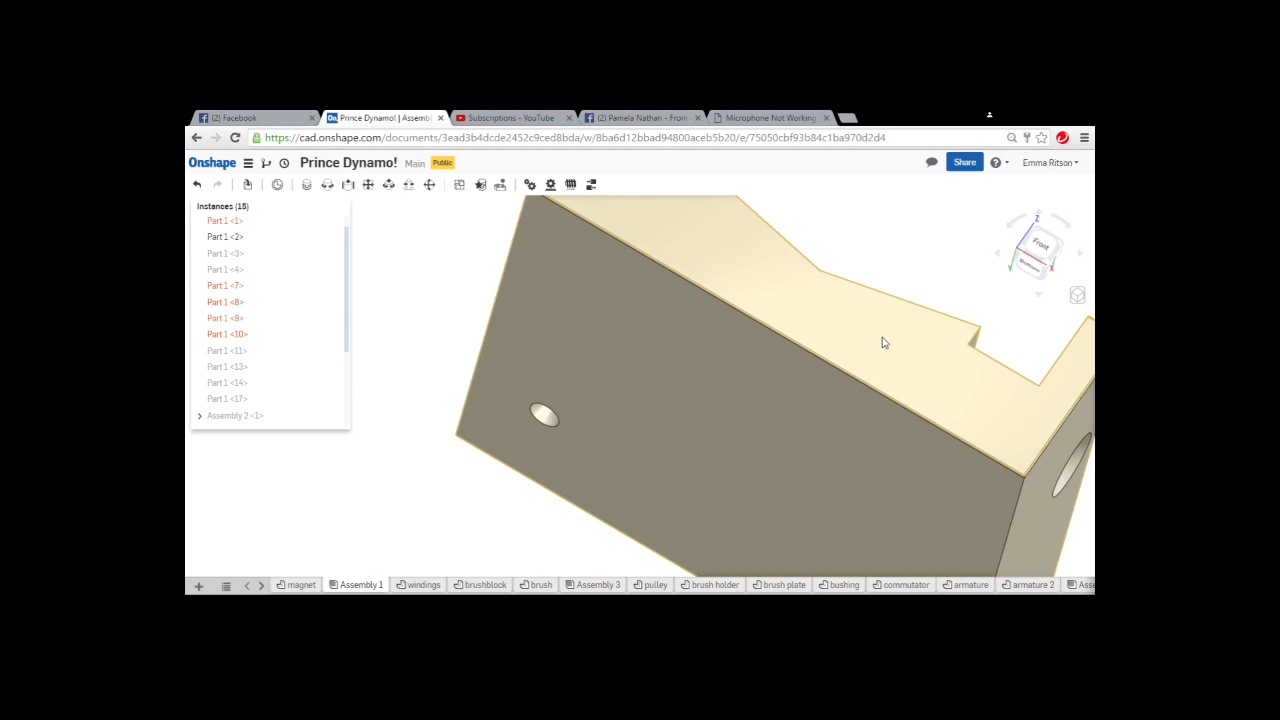 (2) Facebook
Prince Dynamo! | Assembl
Subscriptions - YouTube
(2) Pamela Nathan - From
Microphone Not Working
https://cad.onshape.com/documents/3ead3b4dcde2452c9ced8bda/w/8ba6d12bbad94800aceb5b20/e/75050cbf93b84c1ba970d2d4
Onshape Prince Dynamo! Main Public Share Emma Ritson
Instances (15)
Part 1 <1>
Part 1 <2>
Part 1 <3>
Part 1 <4>
Part 1 <7>
Part 1 <8>
Part 1 <9>
Part 1 <10>
Part 1 <11>
Part 1 <13>
Part 1 <14>
Part 1 <17>
Assembly 2 <1>
Z
Front
Bottom
Y
X
magnet Assembly 1 windings brushblock brush Assembly 3 pulley brush holder brush plate bushing commutator armature armature 2 Asse